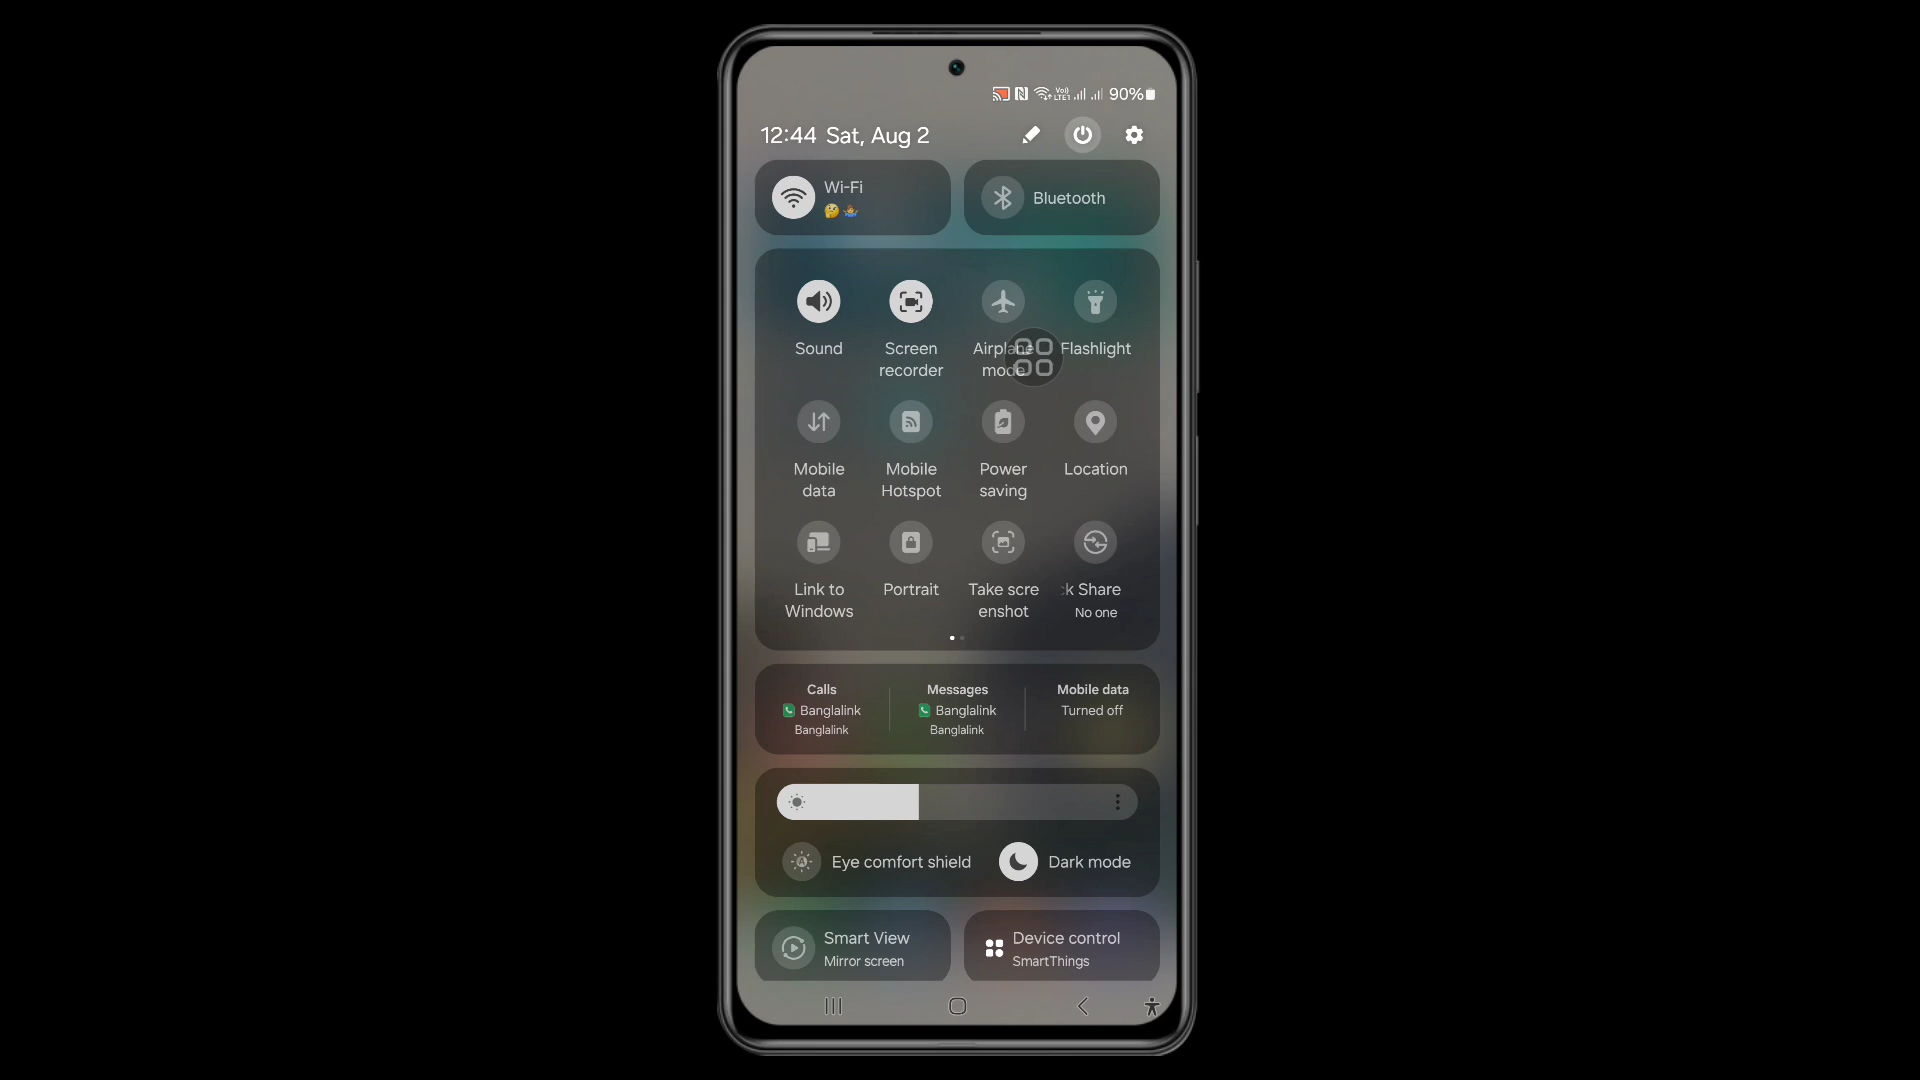 90%
12:44 Sat, Aug 2
Wi-Fi
🤔🤷
Bluetooth
Sound
Screen
recorder
Airplane
mode
Flashlight
Mobile
data
Mobile
Hotspot
Power
saving
Location
Link to
Windows
Portrait
Take scre
enshot
k Share
No one
Calls
Banglalink
Banglalink
Messages
Banglalink
Banglalink
Mobile data
Turned off
Eye comfort shield
Dark mode
Smart View
Mirror screen
Device control
SmartThings